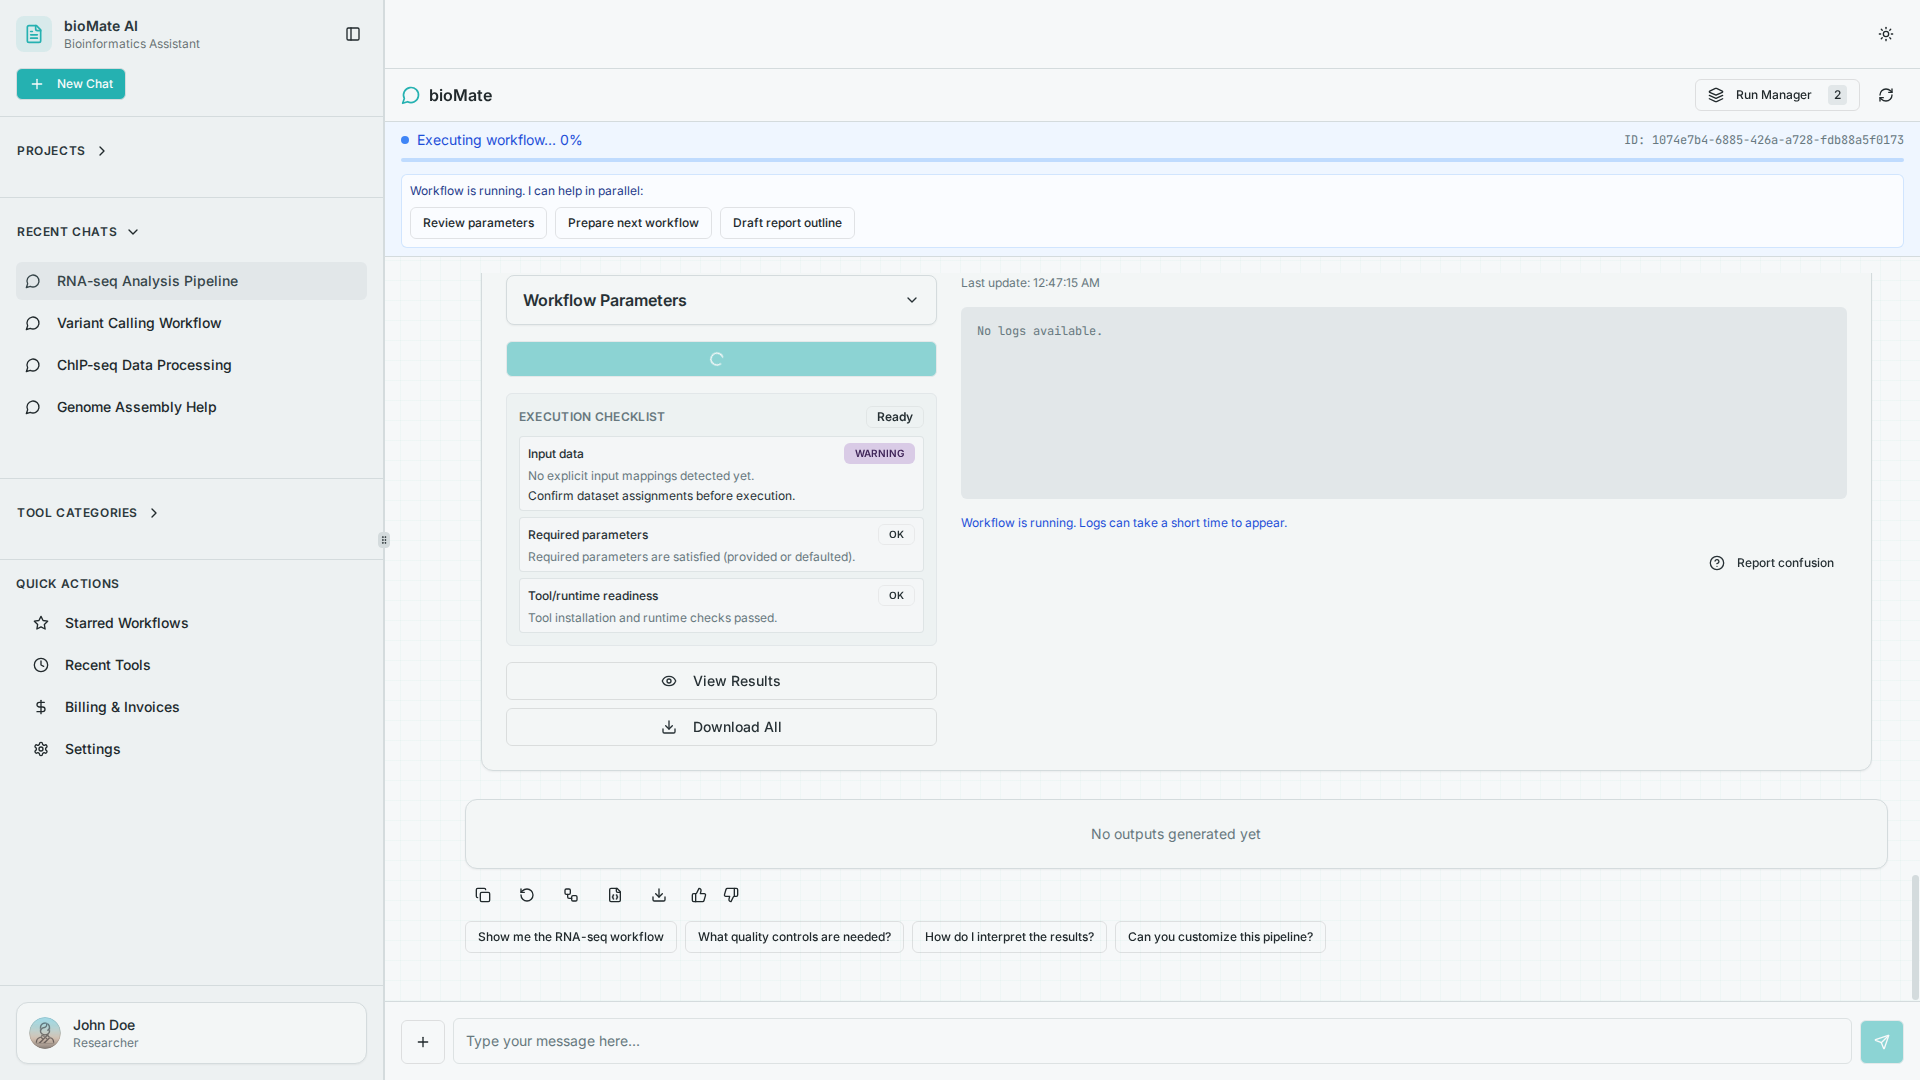 bioMate AI
Bioinformatics Assistant
New Chat
PROJECTS
RECENT CHATS
RNA-seq Analysis Pipeline
Variant Calling Workflow
ChIP-seq Data Processing
Genome Assembly Help
TOOL CATEGORIES
QUICK ACTIONS
Starred Workflows
Recent Tools
Billing & Invoices
Settings
John Doe
Researcher
bioMate
Run Manager 2
Executing workflow... 0%
ID: 1074e7b4-6885-426a-a728-fdb88a5f0173
Workflow is running. I can help in parallel:
Review parameters
Prepare next workflow
Draft report outline
Workflow Parameters
EXECUTION CHECKLIST
Ready
Input data
WARNING
No explicit input mappings detected yet.
Confirm dataset assignments before execution.
Required parameters
OK
Required parameters are satisfied (provided or defaulted).
Tool/runtime readiness
OK
Tool installation and runtime checks passed.
View Results
Download All
Last update: 12:47:15 AM
No logs available.
Workflow is running. Logs can take a short time to appear.
Report confusion
No outputs generated yet
Show me the RNA-seq workflow
What quality controls are needed?
How do I interpret the results?
Can you customize this pipeline?
Type your message here...